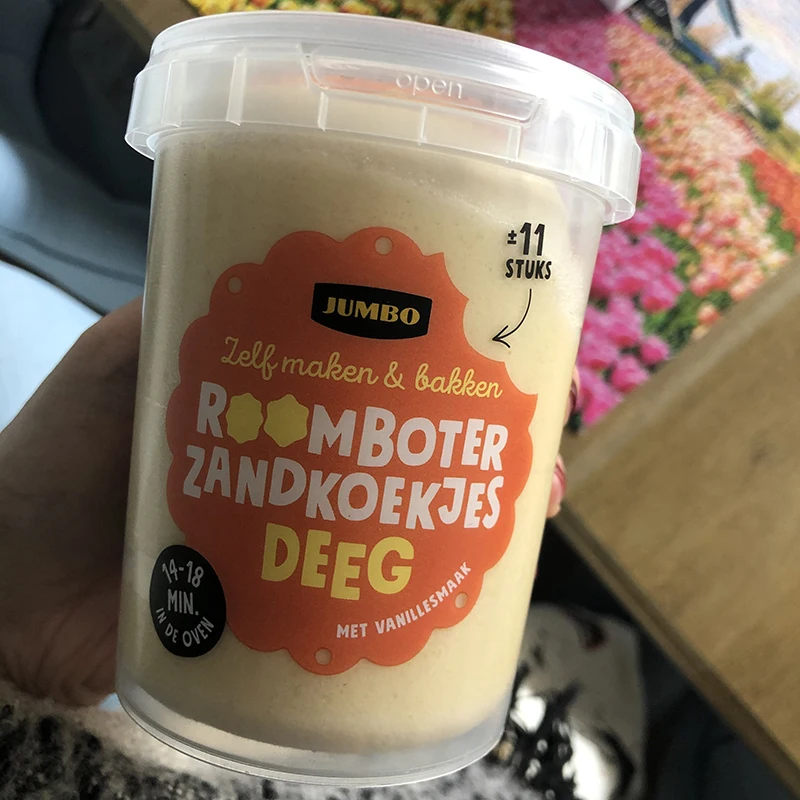 open
±11
STUKS
JUMBO
Zelf maken & bakken
ROOMBOTER
ZANDKOEKJES
DEEG
MET VANILLESMAAK
14-18
MIN.
IN DE OVEN